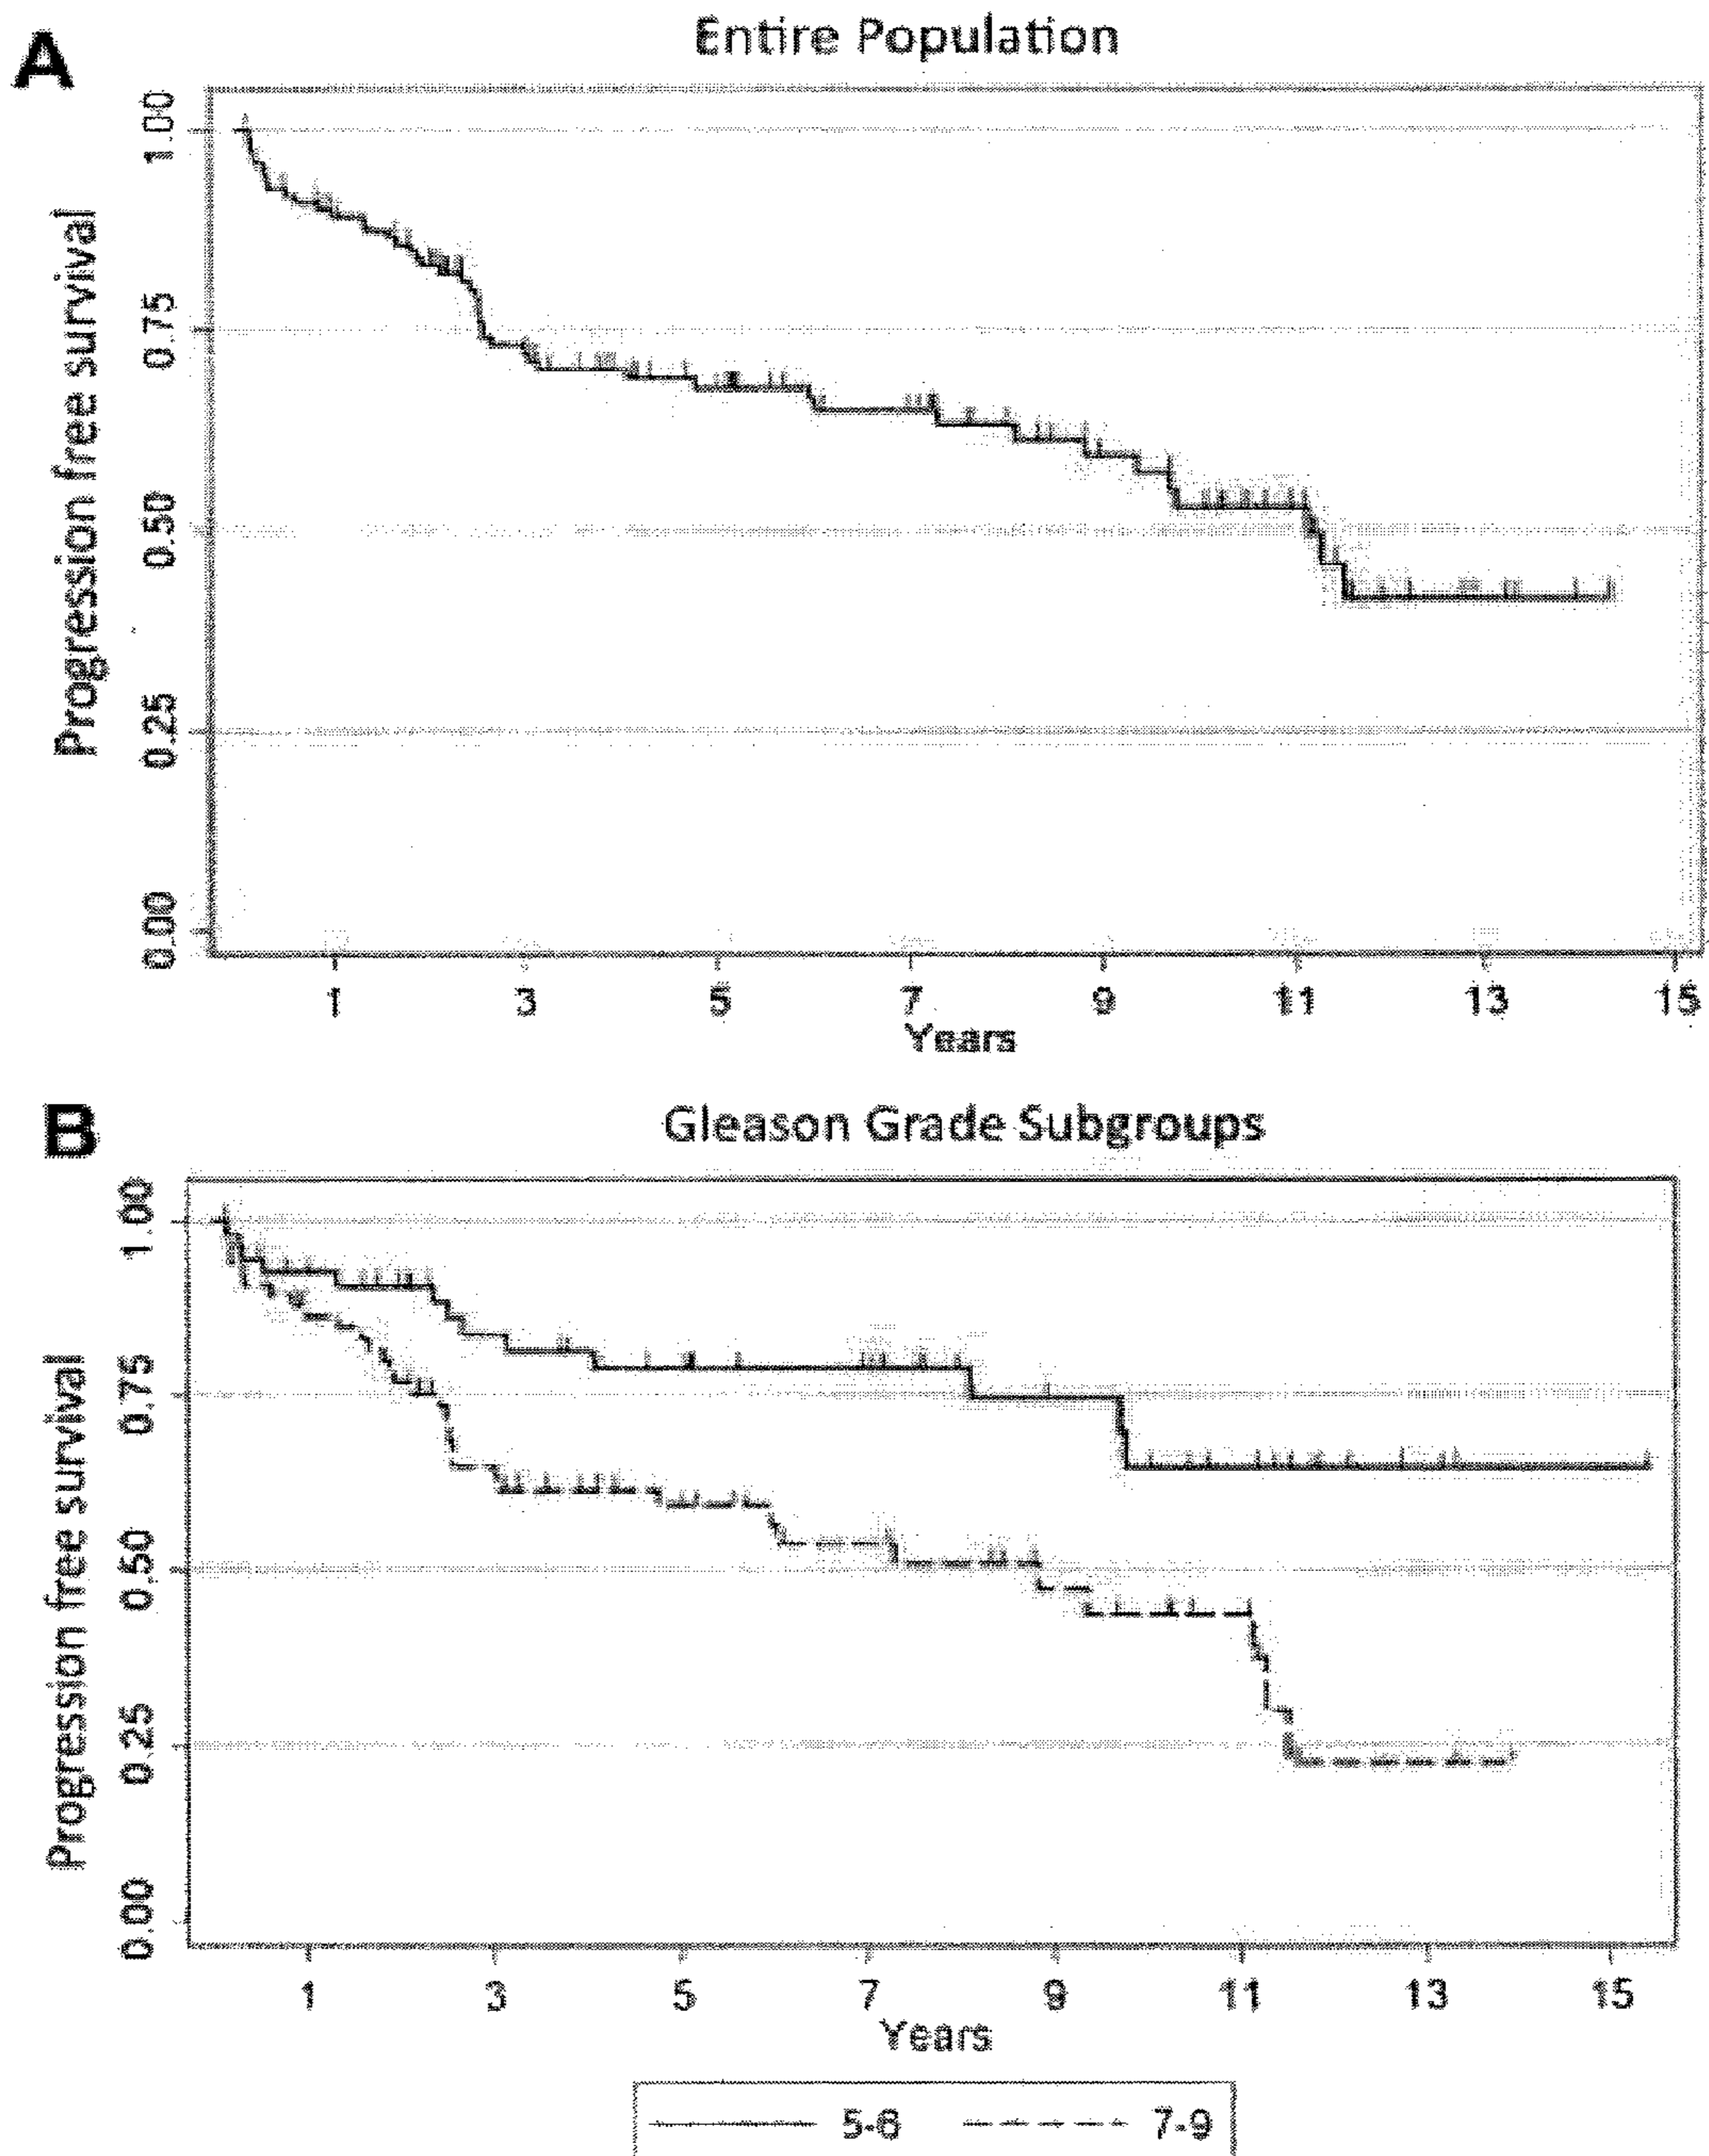 A
Entire Population
Progression free survival
1.00
0.75
0.50
0.25
0.00
1 3 5 7 9 11 13 15
Years
B
Gleason Grade Subgroups
Progression free survival
1.00
0.75
0.50
0.25
0.00
1 3 5 7 9 11 13 15
Years
7-9